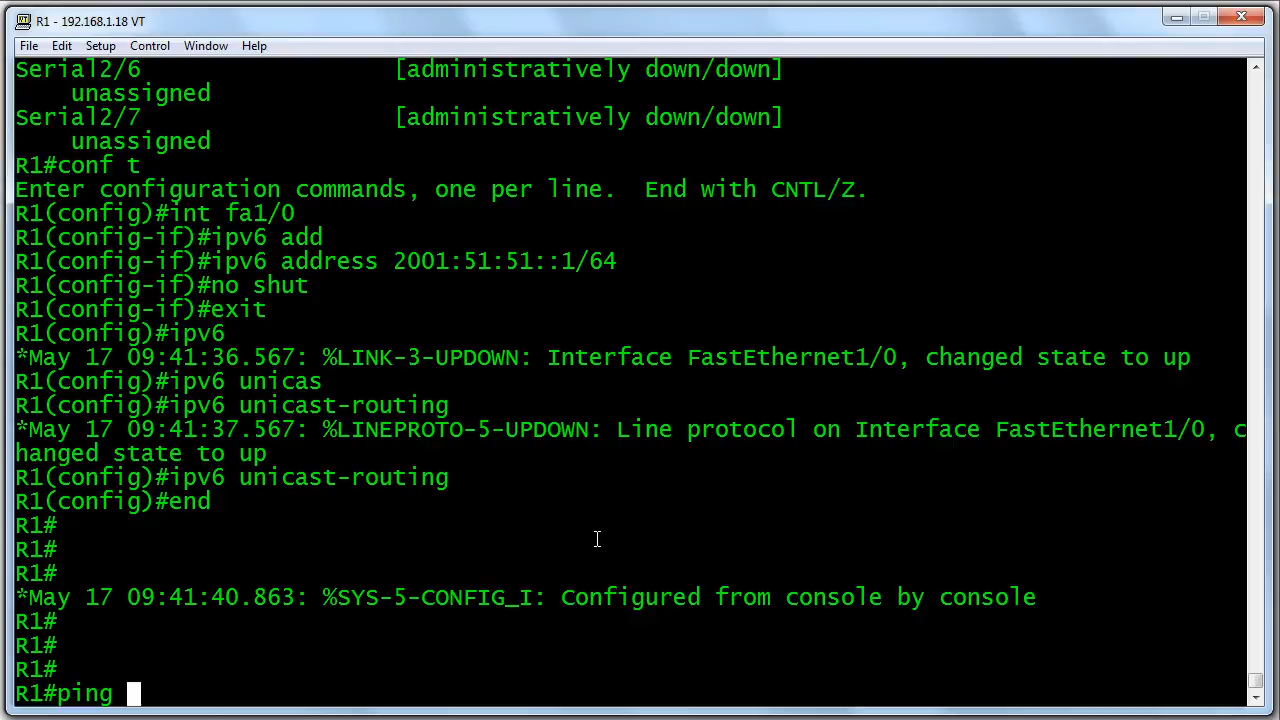 R1 - 192.168.1.18 VT
File Edit Setup Control Window Help
Serial2/6 [administratively down/down]
unassigned
Serial2/7 [administratively down/down]
unassigned
R1#conf t
Enter configuration commands, one per line. End with CNTL/Z.
R1(config)#int fa1/0
R1(config-if)#ipv6 add
R1(config-if)#ipv6 address 2001:51:51::1/64
R1(config-if)#no shut
R1(config-if)#exit
R1(config)#ipv6
*May 17 09:41:36.567: %LINK-3-UPDOWN: Interface FastEthernet1/0, changed state to up
R1(config)#ipv6 unicas
R1(config)#ipv6 unicast-routing
*May 17 09:41:37.567: %LINEPROTO-5-UPDOWN: Line protocol on Interface FastEthernet1/0, c
hanged state to up
R1(config)#ipv6 unicast-routing
R1(config)#end
R1#
R1#
R1#
*May 17 09:41:40.863: %SYS-5-CONFIG_I: Configured from console by console
R1#
R1#
R1#
R1#ping